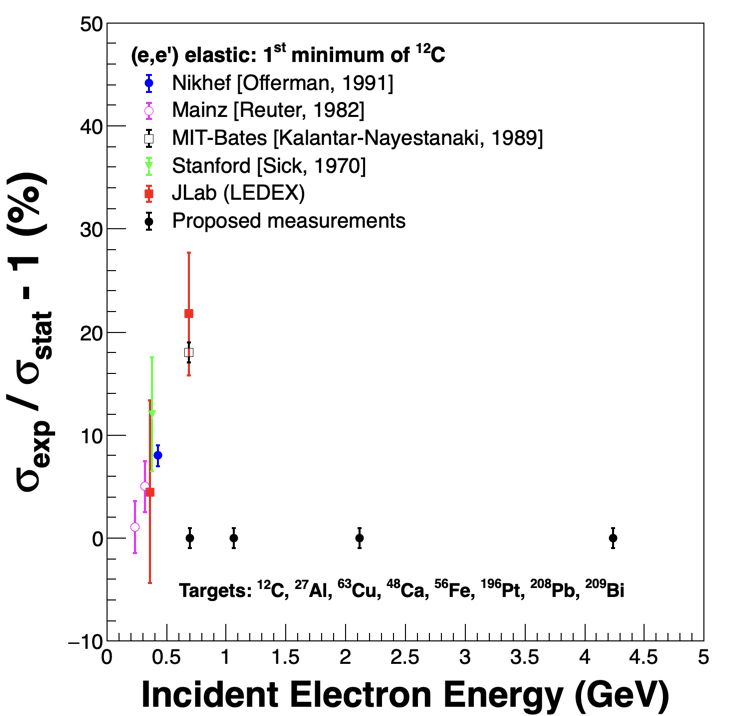 50
40
30
20
10
0
−10
σexp / σstat - 1 (%)
(e,e') elastic: 1st minimum of 12C
Nikhef [Offerman, 1991]
Mainz [Reuter, 1982]
MIT-Bates [Kalantar-Nayestanaki, 1989]
Stanford [Sick, 1970]
JLab (LEDEX)
Proposed measurements
Targets: 12C, 27Al, 63Cu, 48Ca, 56Fe, 196Pt, 208Pb, 209Bi
0 0.5 1 1.5 2 2.5 3 3.5 4 4.5 5
Incident Electron Energy (GeV)